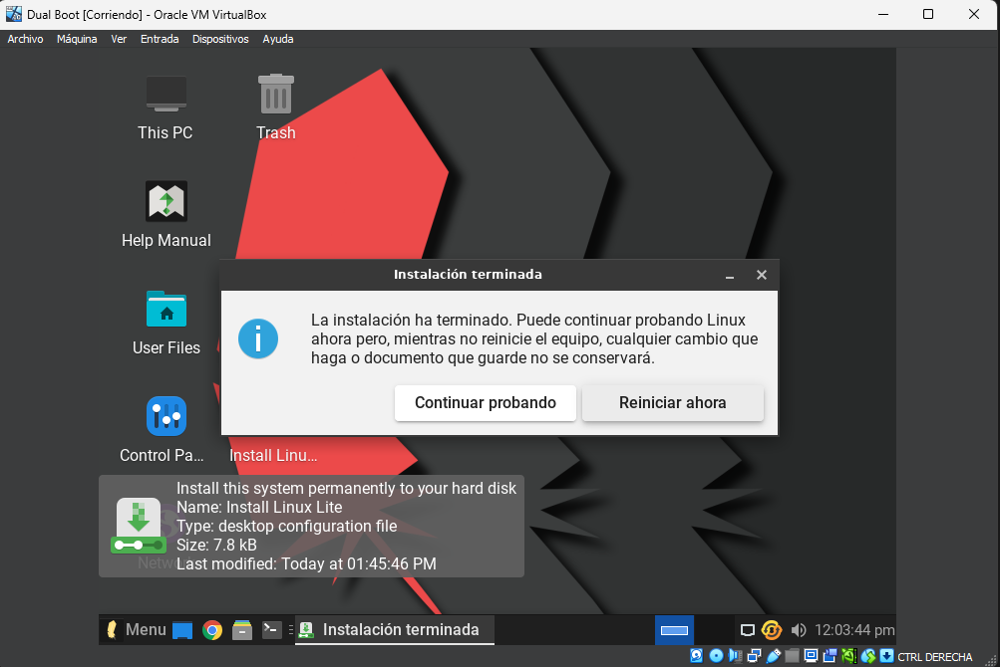 Dual Boot [Corriendo] - Oracle VM VirtualBox
Archivo Máquina Ver Entrada Dispositivos Ayuda
This PC
Trash
Help Manual
User Files
Control Pa...
Install Linu...
Instalación terminada
La instalación ha terminado. Puede continuar probando Linux
ahora pero, mientras no reinicie el equipo, cualquier cambio que
haga o documento que guarde no se conservará.
Continuar probando
Reiniciar ahora
Install this system permanently to your hard disk
Name: Install Linux Lite
Type: desktop configuration file
Size: 7.8 kB
Last modified: Today at 01:45:46 PM
Menu
Instalación terminada
12:03:44 pm
CTRL DERECHA